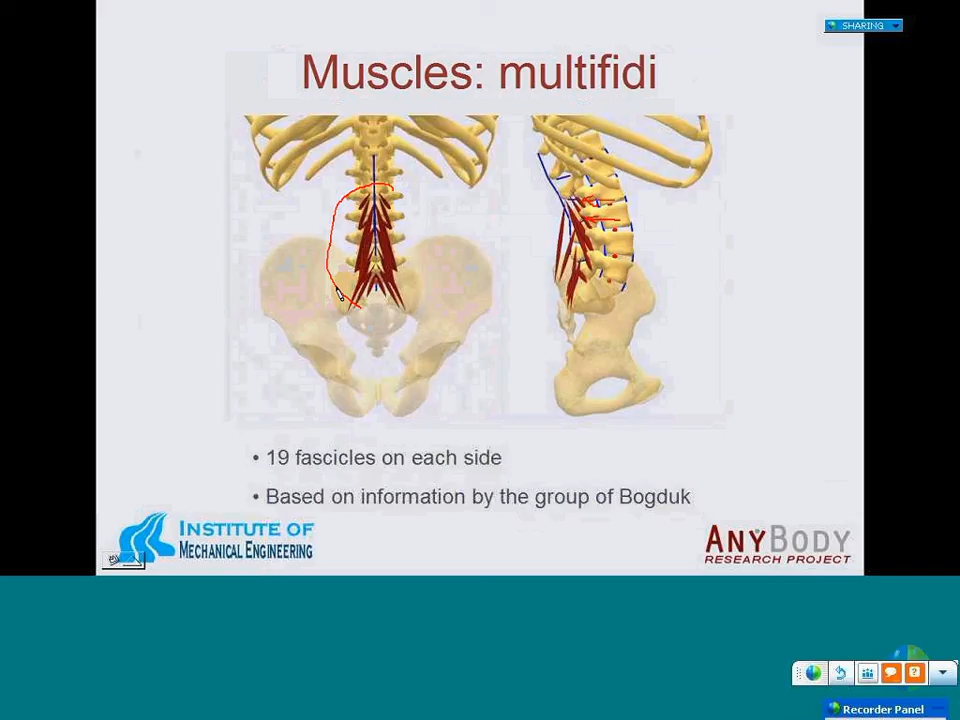 SHARING
Muscles: multifidi
• 19 fascicles on each side
• Based on information by the group of Bogduk
INSTITUTE OF
MECHANICAL ENGINEERING
ANYBODY
RESEARCH PROJECT
Recorder Panel